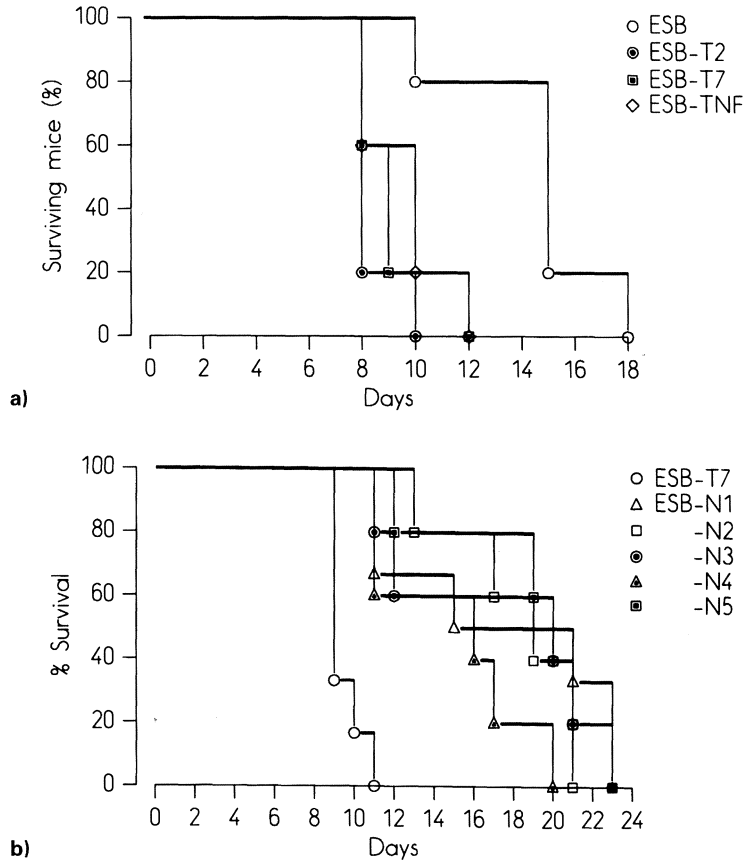 100
80
60
40
20
0
Surviving mice (%)
0 2 4 6 8 10 12 14 16 18
Days
ESB
ESB-T2
ESB-T7
ESB-TNF
a)
100
80
60
40
20
0
% Survival
0 2 4 6 8 10 12 14 16 18 20 22 24
Days
ESB-T7
ESB-N1
-N2
-N3
-N4
-N5
b)